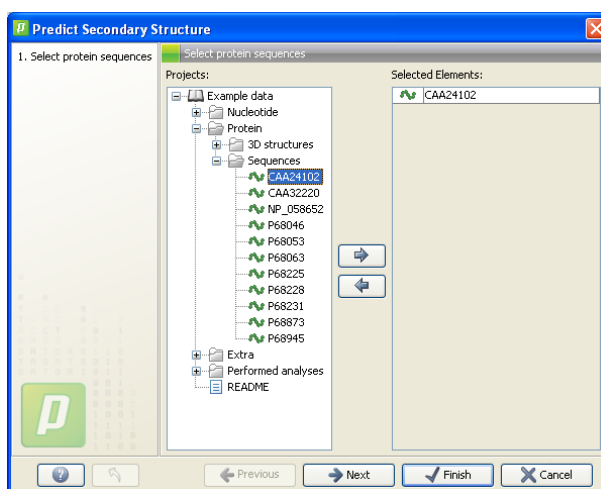 Predict Secondary Structure
1. Select protein sequences
Select protein sequences
Projects:
Example data
Nucleotide
Protein
3D structures
Sequences
CAA24102
CAA32220
NP_058652
P68046
P68053
P68063
P68225
P68228
P68231
P68873
P68945
Extra
Performed analyses
README
Selected Elements:
CAA24102
Previous
Next
Finish
Cancel